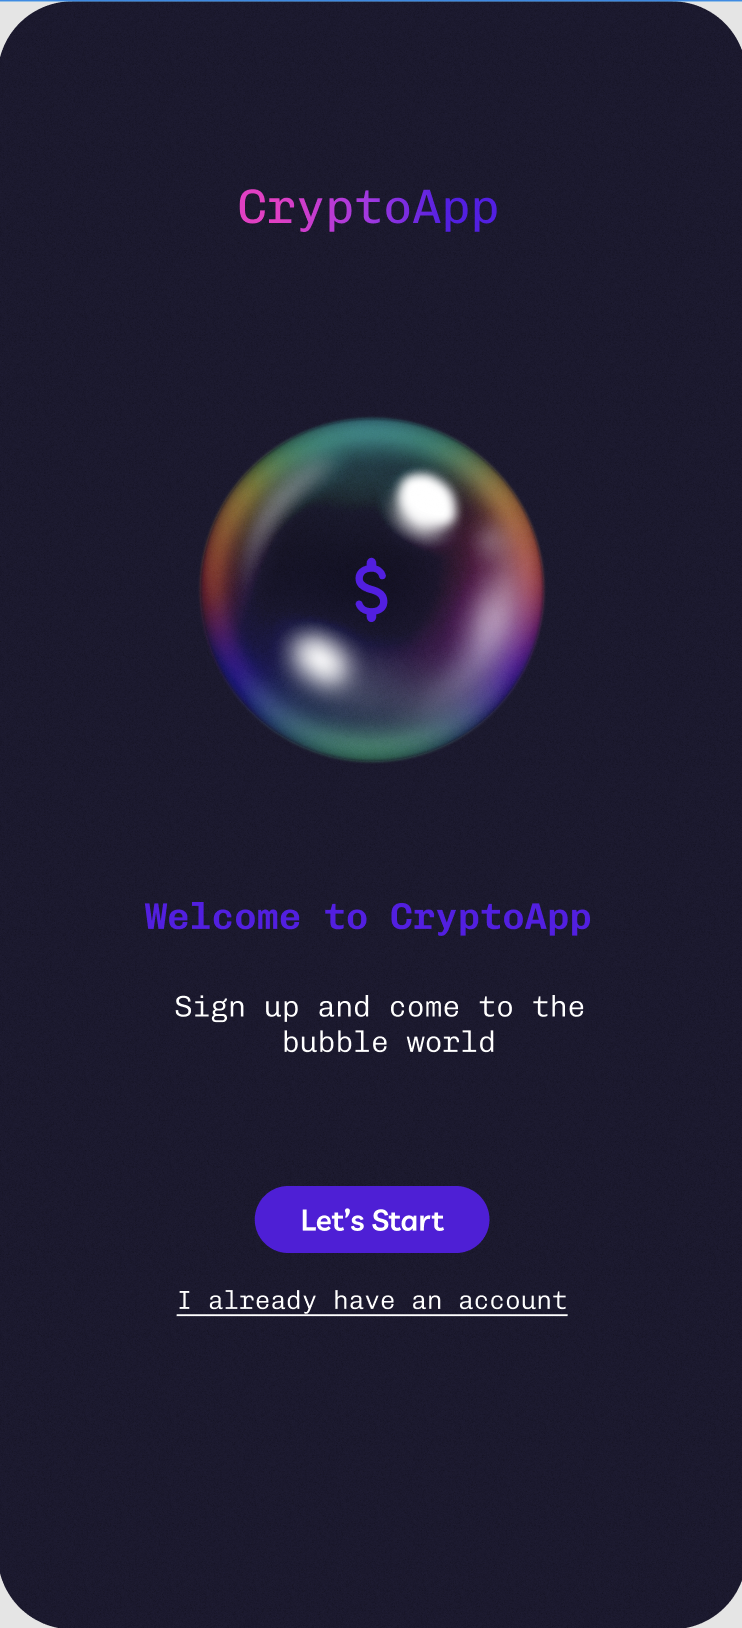 CryptoApp
$
Welcome to CryptoApp
Sign up and come to the
bubble world
Let’s Start
I already have an account